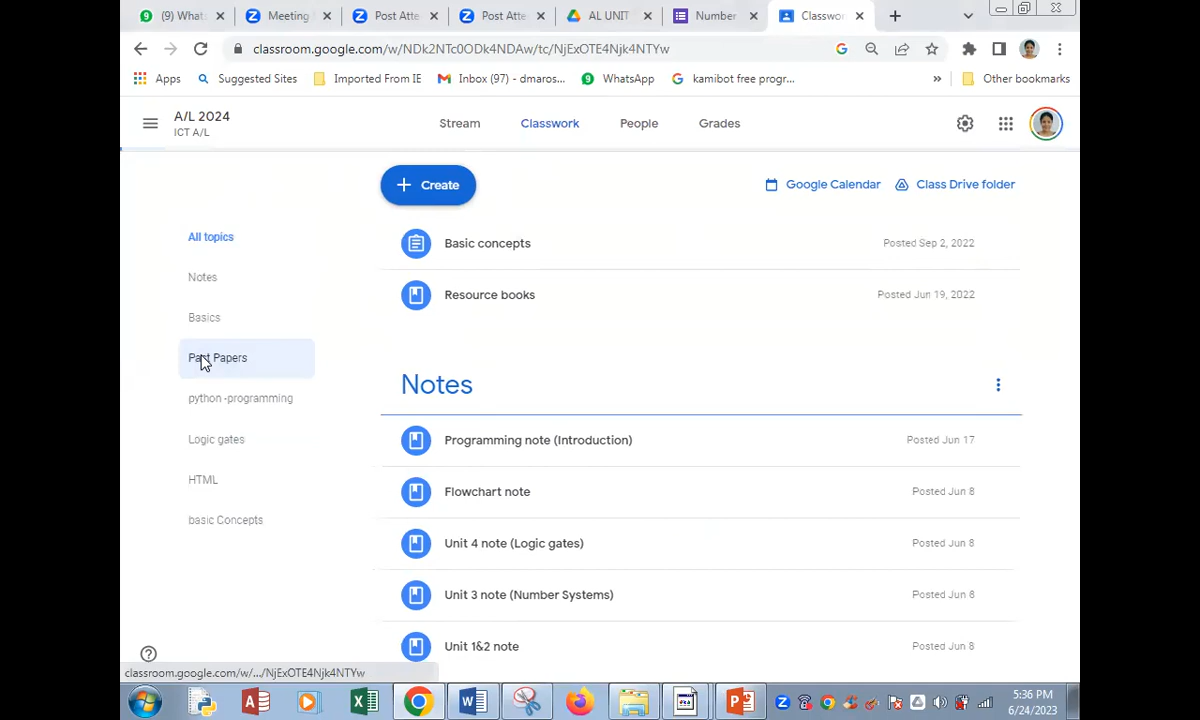 (9) What:
Meeting
Post Atte
Post Atte
AL UNIT
Number
Classwor
classroom.google.com/w/NDk2NTc0ODk4NDAw/tc/NjExOTE4Njk4NTYw
Apps
Suggested Sites
Imported From IE
Inbox (97) - dmaros...
WhatsApp
kamibot free progr...
»
Other bookmarks
A/L 2024
ICT A/L
Stream
Classwork
People
Grades
+ Create
Google Calendar
Class Drive folder
All topics
Notes
Basics
Past Papers
python -programming
Logic gates
HTML
basic Concepts
Basic concepts
Posted Sep 2, 2022
Resource books
Posted Jun 19, 2022
Notes
Programming note (Introduction)
Posted Jun 17
Flowchart note
Posted Jun 8
Unit 4 note (Logic gates)
Posted Jun 8
Unit 3 note (Number Systems)
Posted Jun 8
Unit 1&2 note
Posted Jun 8
classroom.google.com/w/.../NjExOTE4Njk4NTYw
5:36 PM
6/24/2023